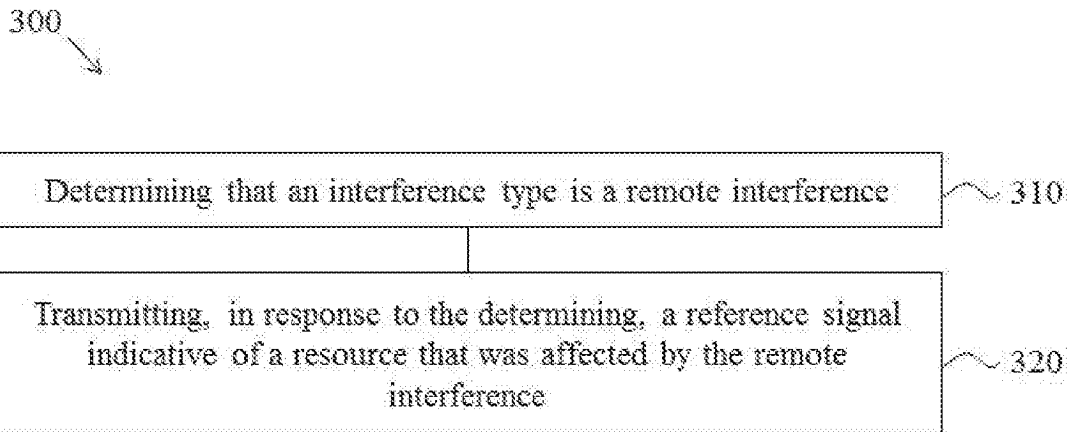 300
Determining that an interference type is a remote interference
310
Transmitting, in response to the determining, a reference signal
indicative of a resource that was affected by the remote
interference
320